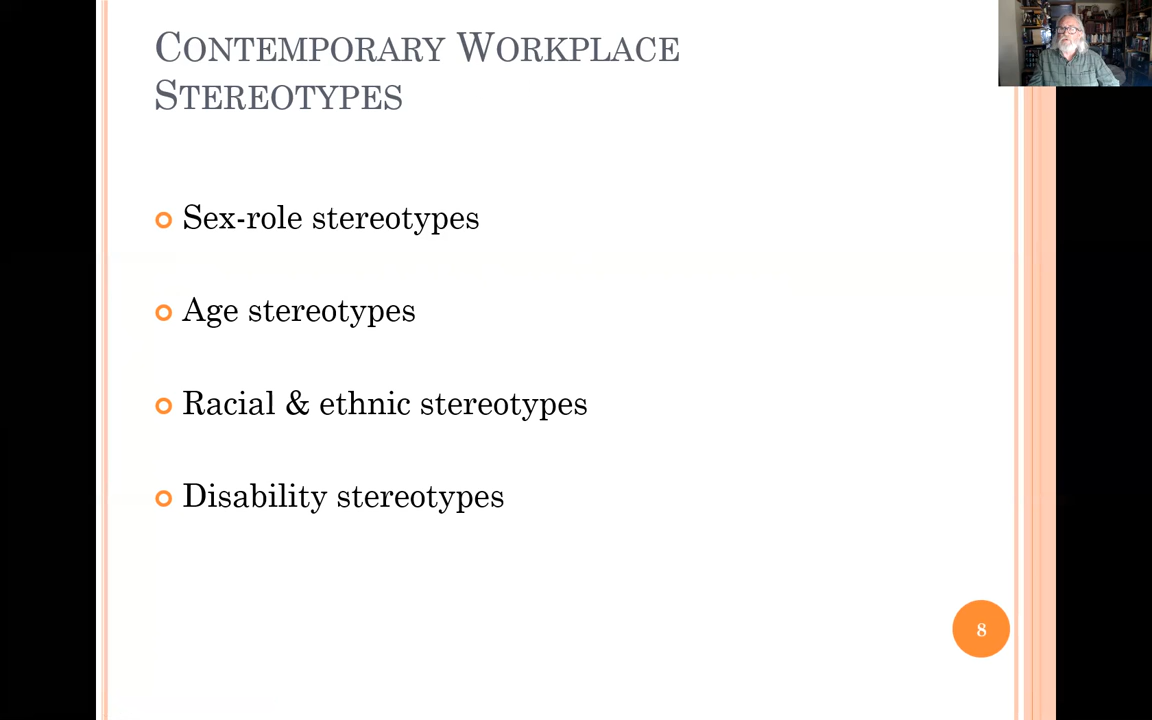 CONTEMPORARY WORKPLACE
STEREOTYPES
Sex-role stereotypes
Age stereotypes
Racial & ethnic stereotypes
Disability stereotypes
8